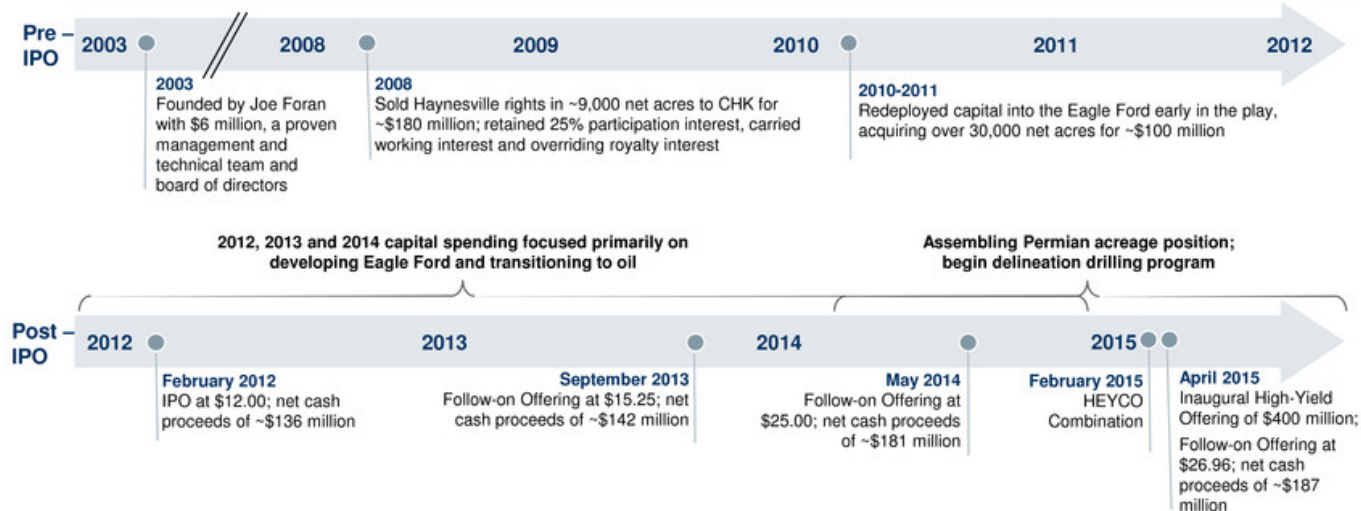 Pre –
IPO
2003
2008
2009
2010
2011
2012
2003
Founded by Joe Foran
with $6 million, a proven
management and
technical team and
board of directors
2008
Sold Haynesville rights in ~9,000 net acres to CHK for
~$180 million; retained 25% participation interest, carried
working interest and overriding royalty interest
2010-2011
Redeployed capital into the Eagle Ford early in the play,
acquiring over 30,000 net acres for ~$100 million
2012, 2013 and 2014 capital spending focused primarily on
developing Eagle Ford and transitioning to oil
Assembling Permian acreage position;
begin delineation drilling program
Post –
IPO
2012
2013
2014
2015
February 2012
IPO at $12.00; net cash
proceeds of ~$136 million
September 2013
Follow-on Offering at $15.25; net
cash proceeds of ~$142 million
May 2014
Follow-on Offering at
$25.00; net cash proceeds
of ~$181 million
February 2015
HEYCO
Combination
April 2015
Inaugural High-Yield
Offering of $400 million;
Follow-on Offering at
$26.96; net cash
proceeds of ~$187
million